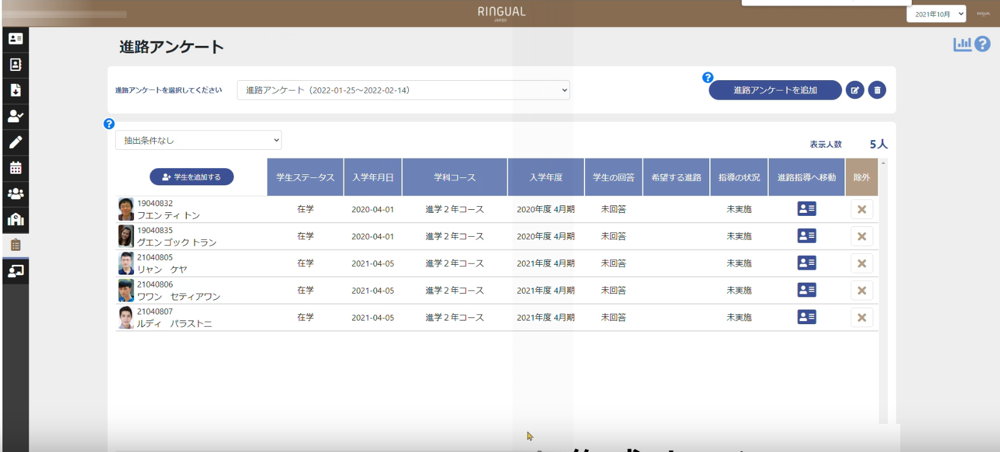 RINGUAL
JAPAN
2021年10月
RINGUAL
進路アンケート
進路アンケートを選択してください
進路アンケート（2022-01-25～2022-02-14）
進路アンケートを追加
抽出条件なし
表示人数 5人
学生を追加する 学生ステータス 入学年月日 学科コース 入学年度 学生の回答 希望する進路 指導の状況 進路指導へ移動 除外
19040832
フエン ティ トン 在学 2020-04-01 進学２年コース 2020年度 4月期 未回答 未実施
19040835
グエン ゴック トラン 在学 2020-04-01 進学２年コース 2020年度 4月期 未回答 未実施
21040805
リャン　ケヤ 在学 2021-04-05 進学２年コース 2021年度 4月期 未回答 未実施
21040806
ワワン　セティアワン 在学 2021-04-05 進学２年コース 2021年度 4月期 未回答 未実施
21040807
ルディ　パラストニ 在学 2021-04-05 進学２年コース 2021年度 4月期 未回答 未実施